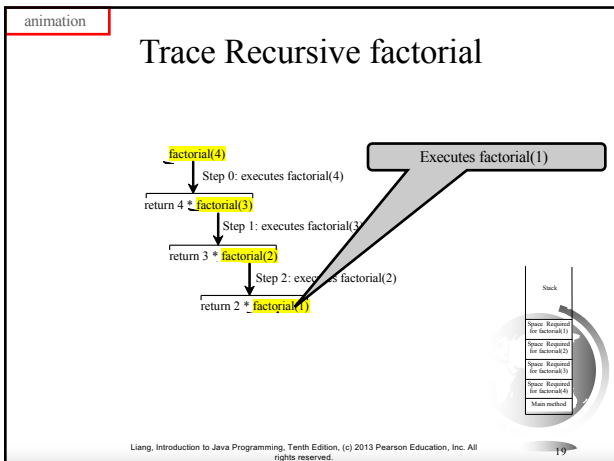 animation
Trace Recursive factorial
factorial(4)
Executes factorial(1)
Step 0: executes factorial(4)
return 4 * factorial(3)
Step 1: executes factorial(3)
return 3 * factorial(2)
Step 2: executes factorial(2)
return 2 * factorial(1)
Stack
Space Required
for factorial(1)
Space Required
for factorial(2)
Space Required
for factorial(3)
Space Required
for factorial(4)
Main method
Liang, Introduction to Java Programming, Tenth Edition, (c) 2013 Pearson Education, Inc. All
rights reserved.
19